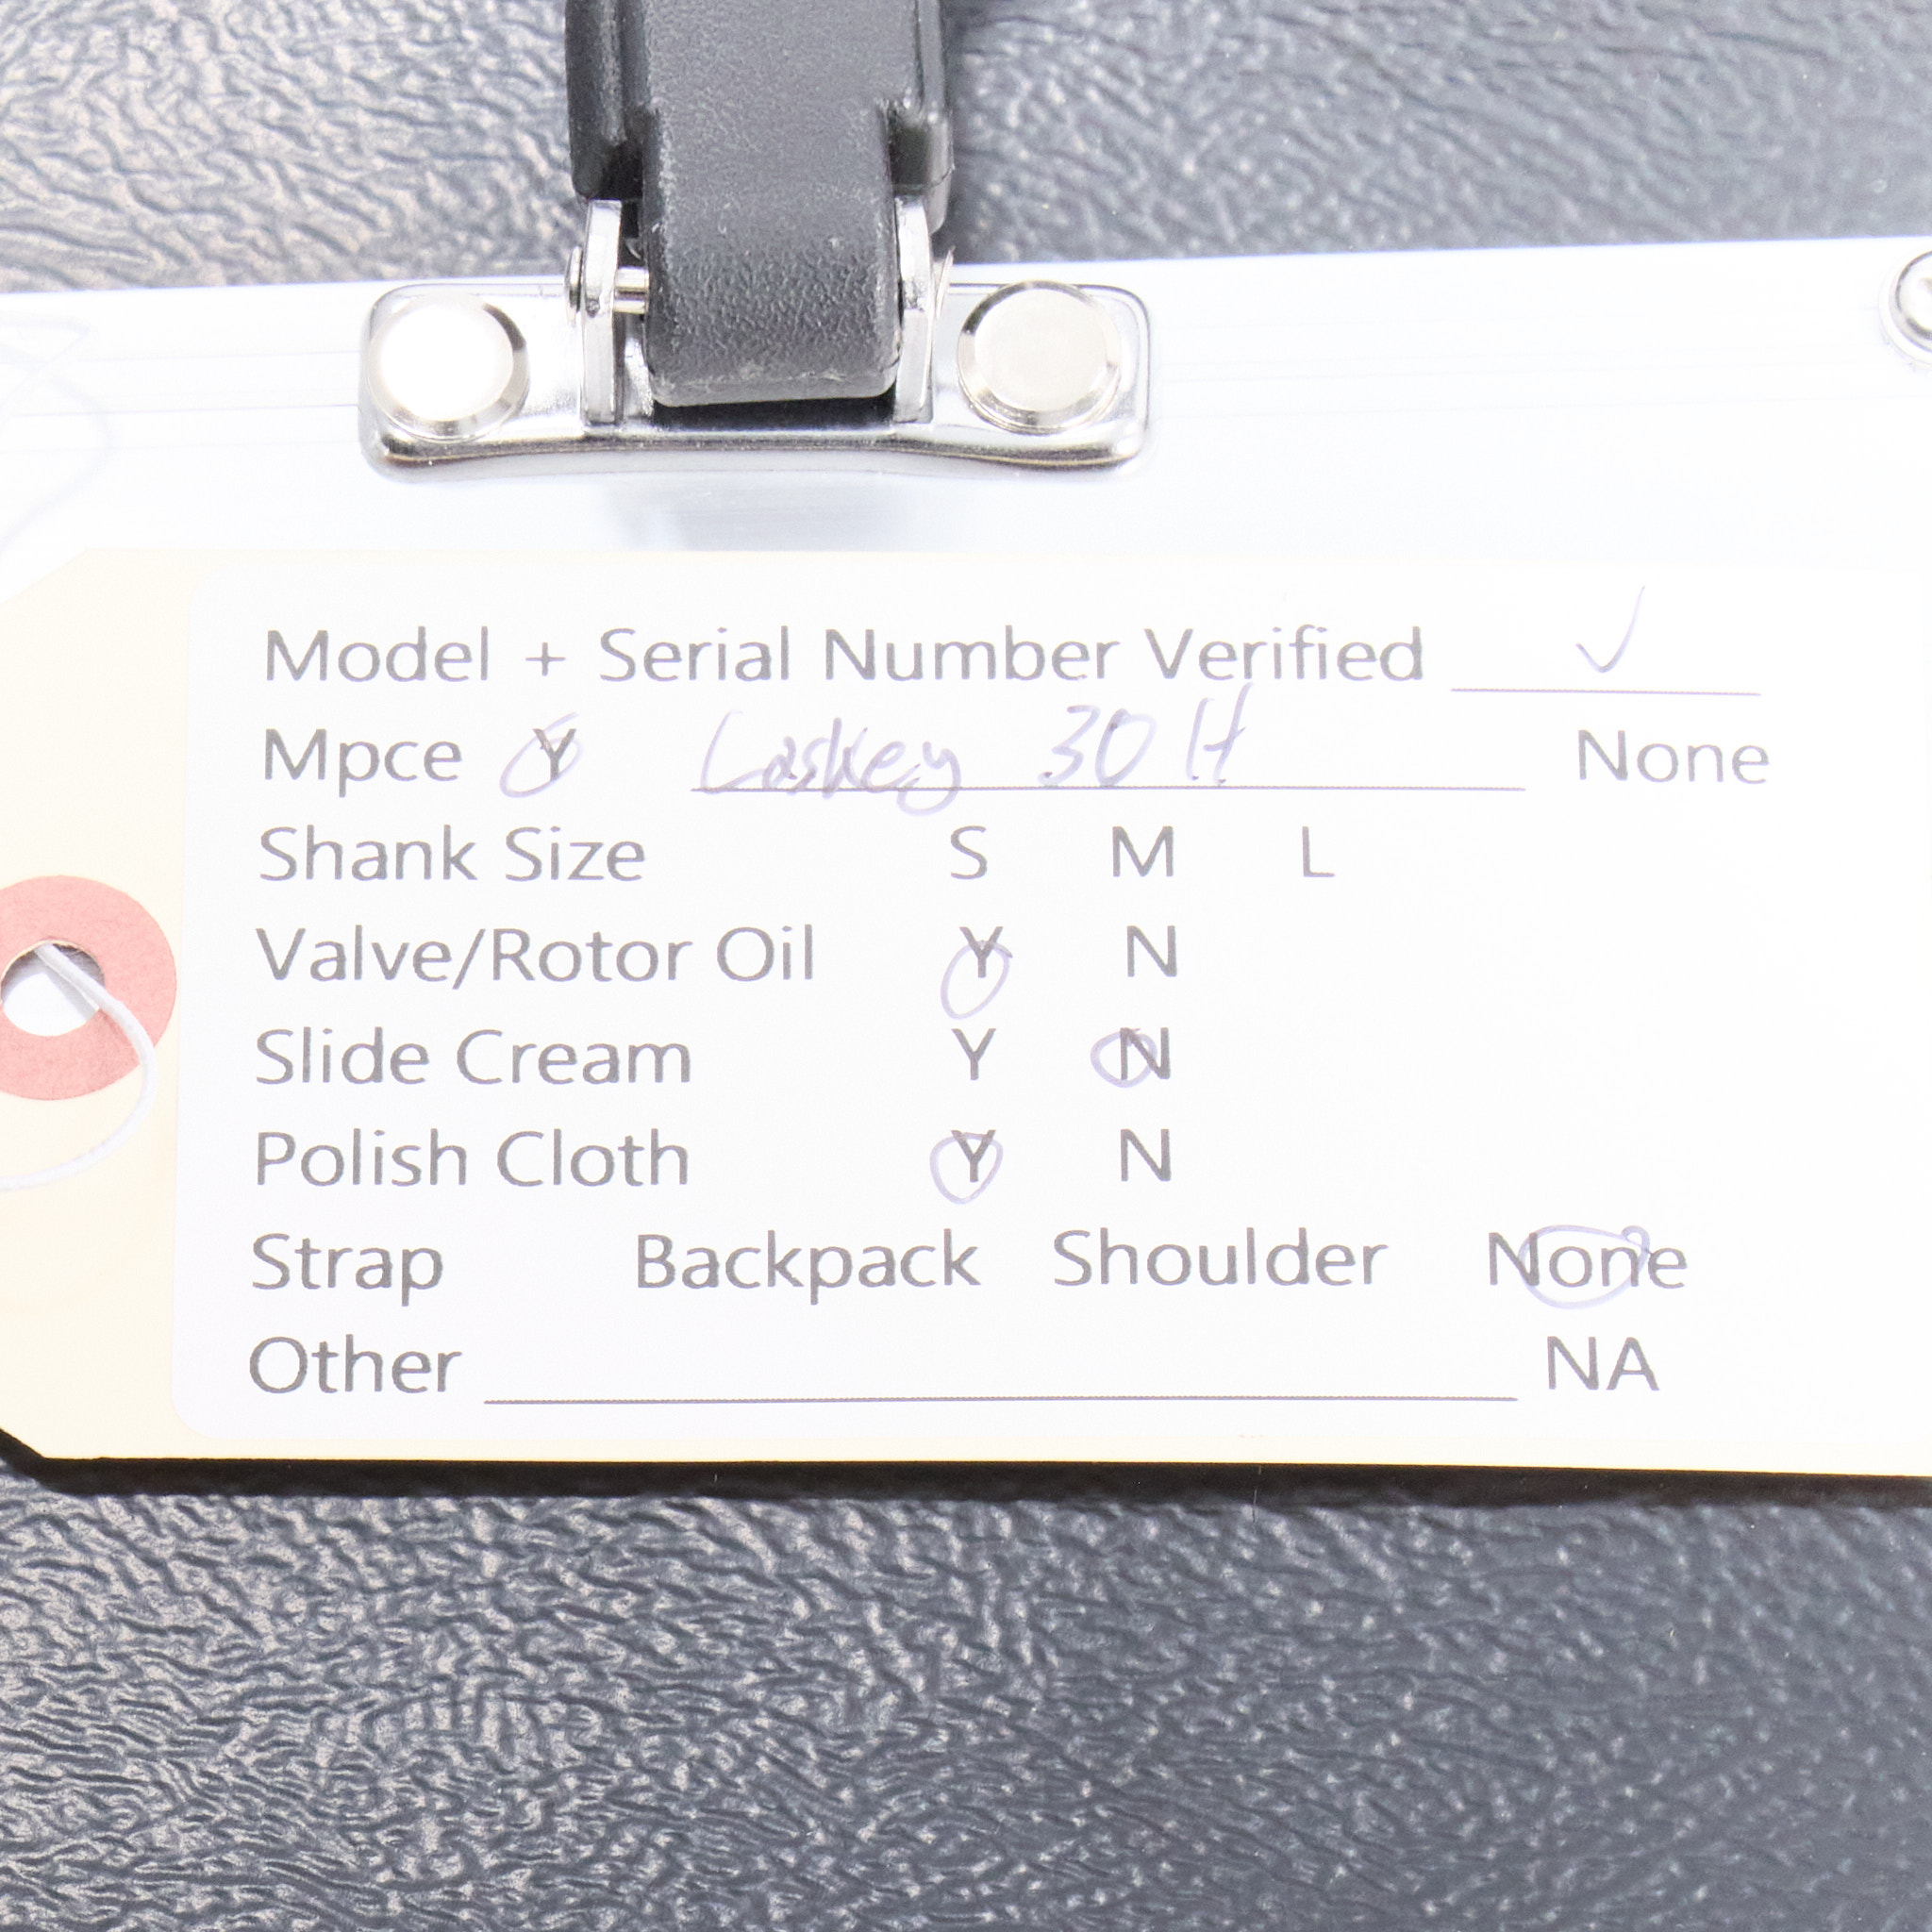 Model + Serial Number Verified ✓
Mpce Y Laskey 30H None
Shank Size S M L
Valve/Rotor Oil Y N
Slide Cream Y N
Polish Cloth Y N
Strap Backpack Shoulder None
Other NA